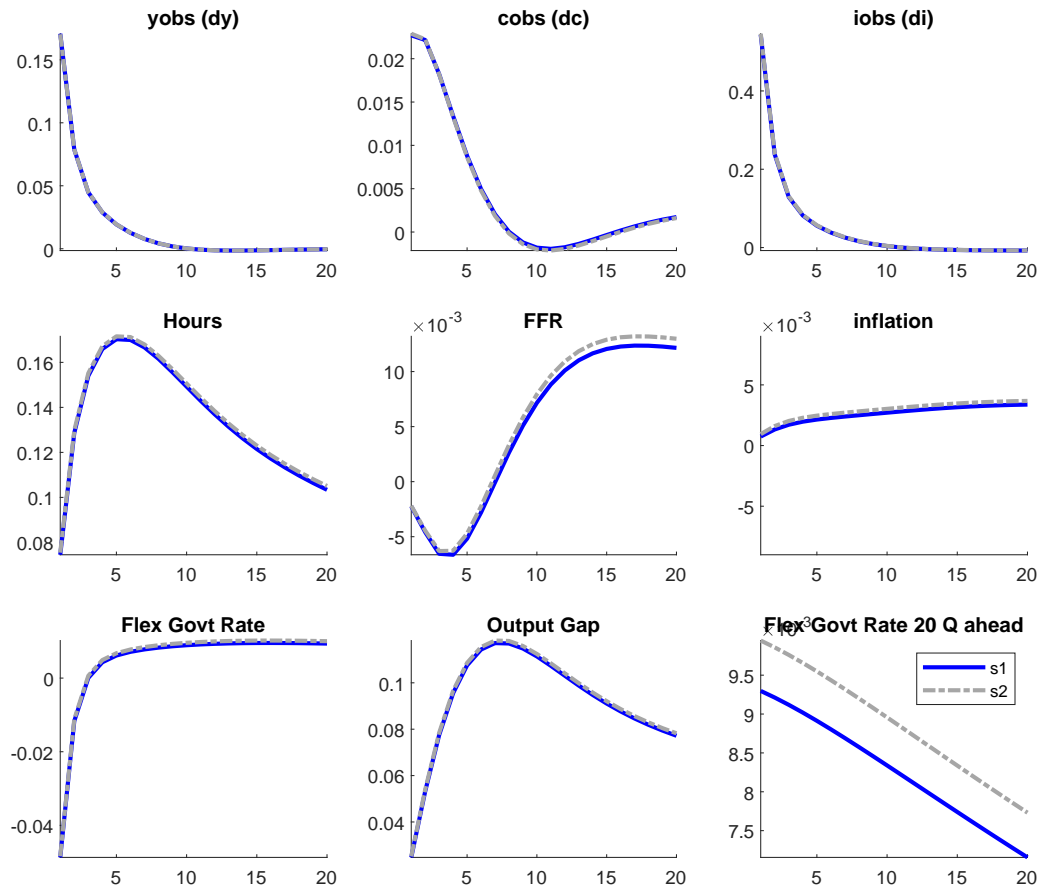 yobs (dy)
cobs (dc)
iobs (di)
0.15
0.1
0.05
0
5 10 15 20
0.02
0.015
0.01
0.005
0
5 10 15 20
0.4
0.2
0
5 10 15 20
Hours
FFR
inflation
0.16
0.14
0.12
0.1
0.08
5 10 15 20
×10-3
10
5
0
-5
5 10 15 20
×10-3
5
0
-5
5 10 15 20
Flex Govt Rate
Output Gap
Flex Govt Rate 20 Q ahead
0
-0.02
-0.04
5 10 15 20
0.1
0.08
0.06
0.04
5 10 15 20
×10-3
9.5
9
8.5
8
7.5
5 10 15 20
s1
s2